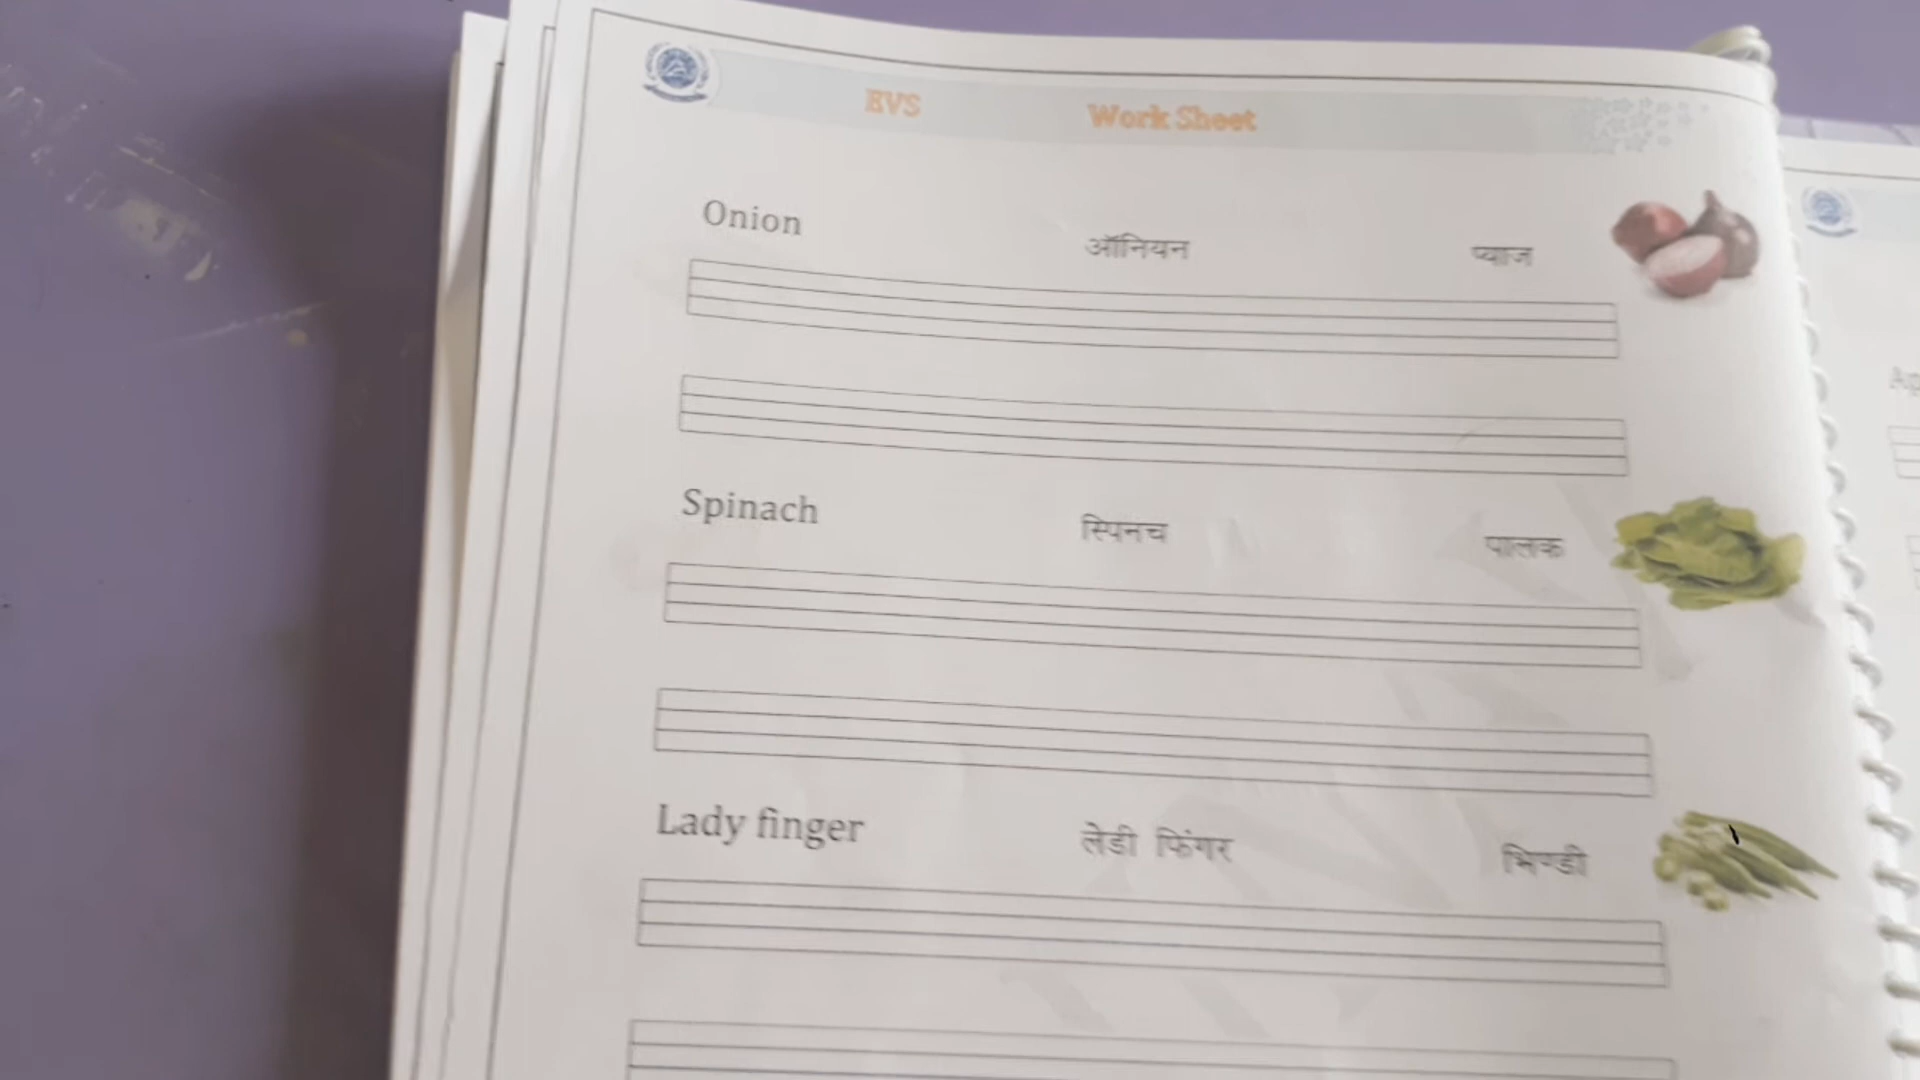 EVS Work Sheet
Onion ऑनियन प्याज
Spinach स्पिनच पालक
Lady finger लेडी फिंगर भिण्डी